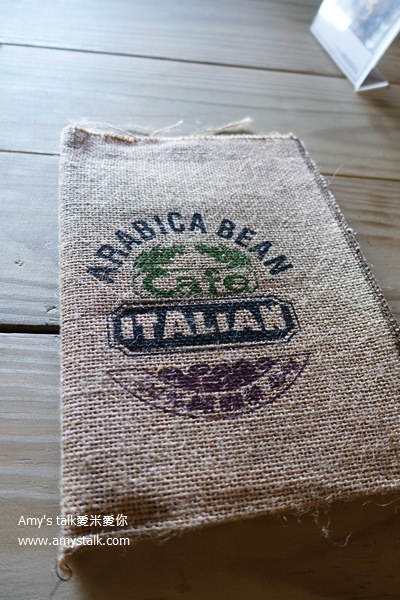 ARABICA BEAN
Cafe
ITALIAN
Amy's talk愛米愛你
www.amystalk.com